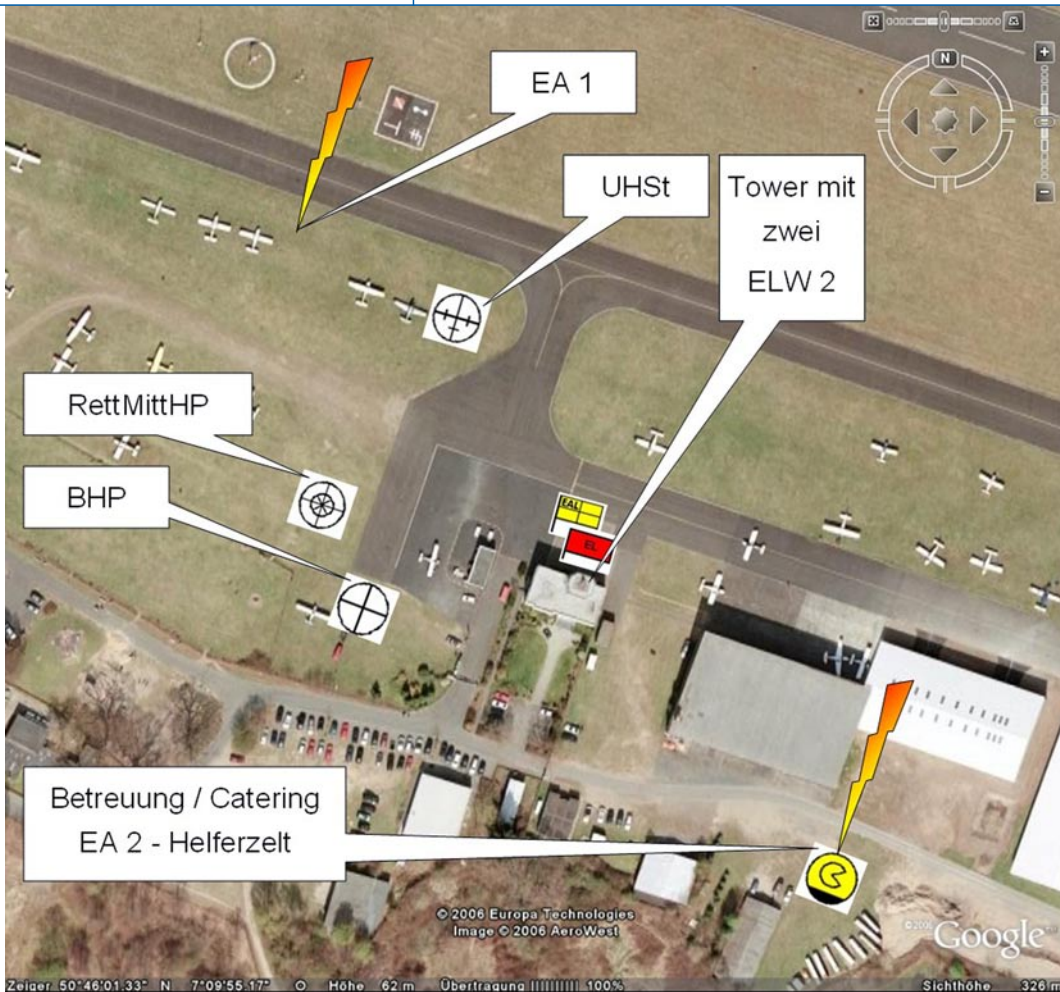 EA 1
UHSt
Tower mit
zwei
ELW 2
N
RettMittHP
BHP
EAL
EL
Betreuung / Catering
EA 2 - Helferzelt
© 2006 Europa Technologies
Image © 2006 AeroWest
Google
Zeiger 50°46'01.33" N 7°09'55.17" O Höhe 62 m Übertragung |||||||||| 100% Sichthöhe 326 m